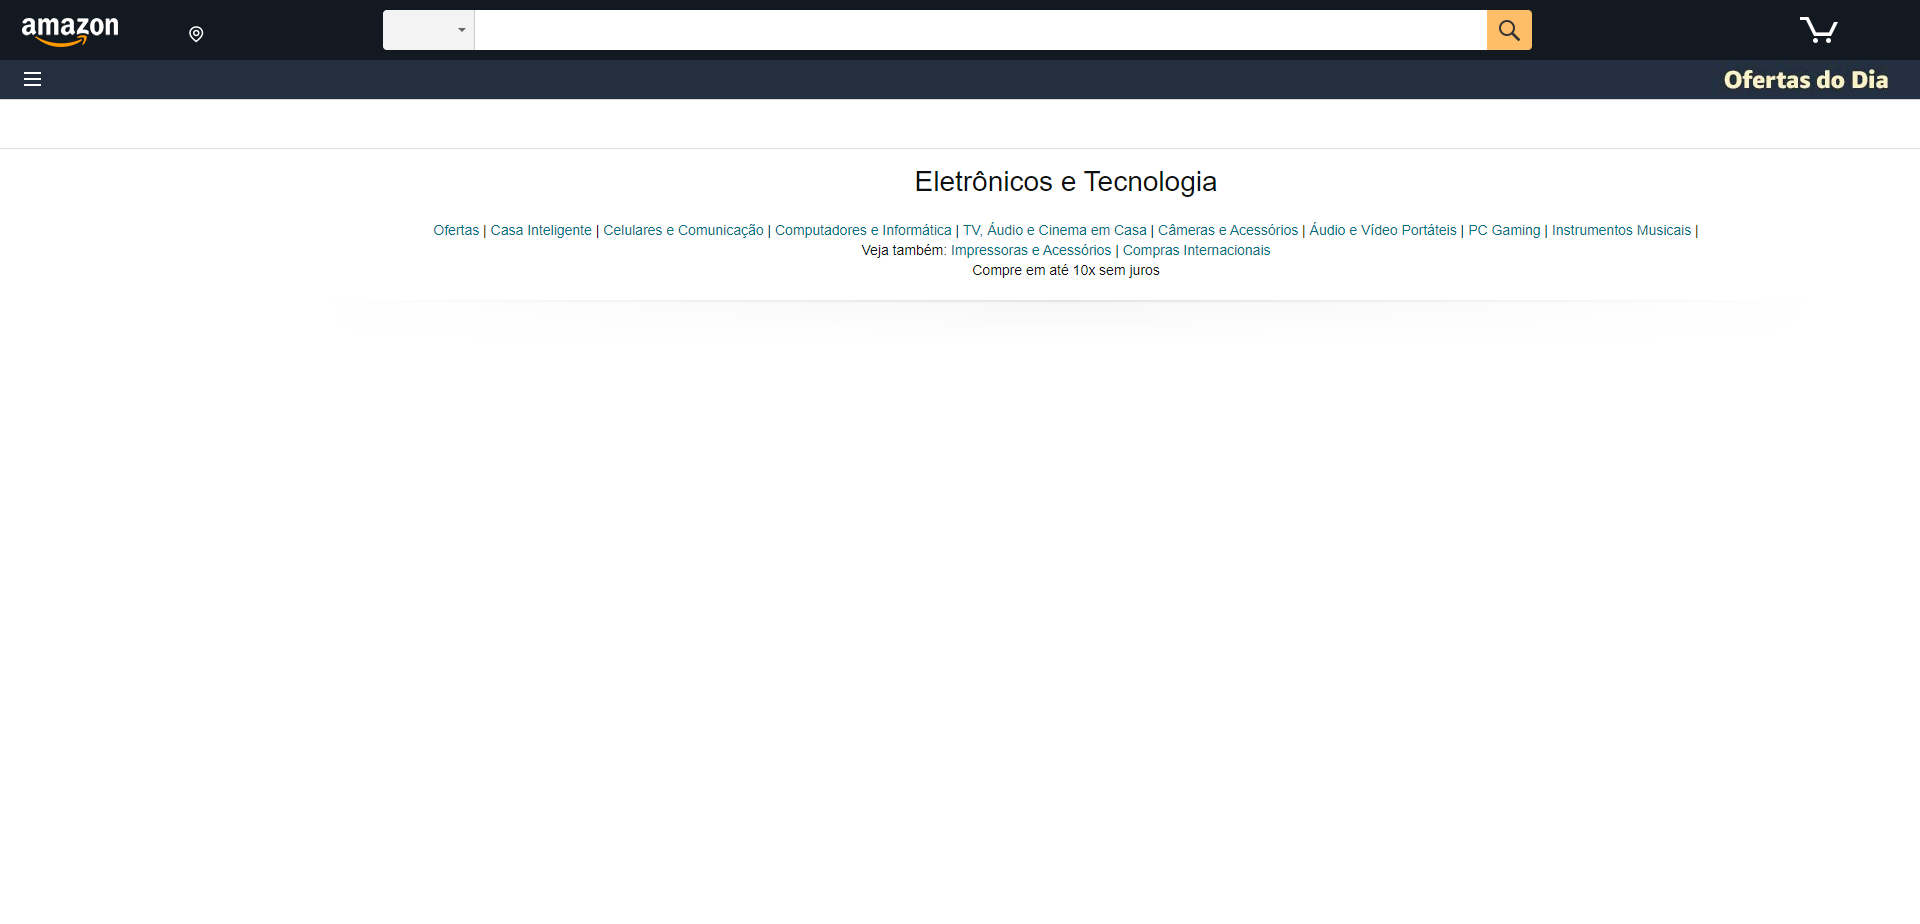 amazon
Ofertas do Dia
Eletrônicos e Tecnologia
Ofertas | Casa Inteligente | Celulares e Comunicação | Computadores e Informática | TV, Áudio e Cinema em Casa | Câmeras e Acessórios | Áudio e Vídeo Portáteis | PC Gaming | Instrumentos Musicais |
Veja também: Impressoras e Acessórios | Compras Internacionais
Compre em até 10x sem juros